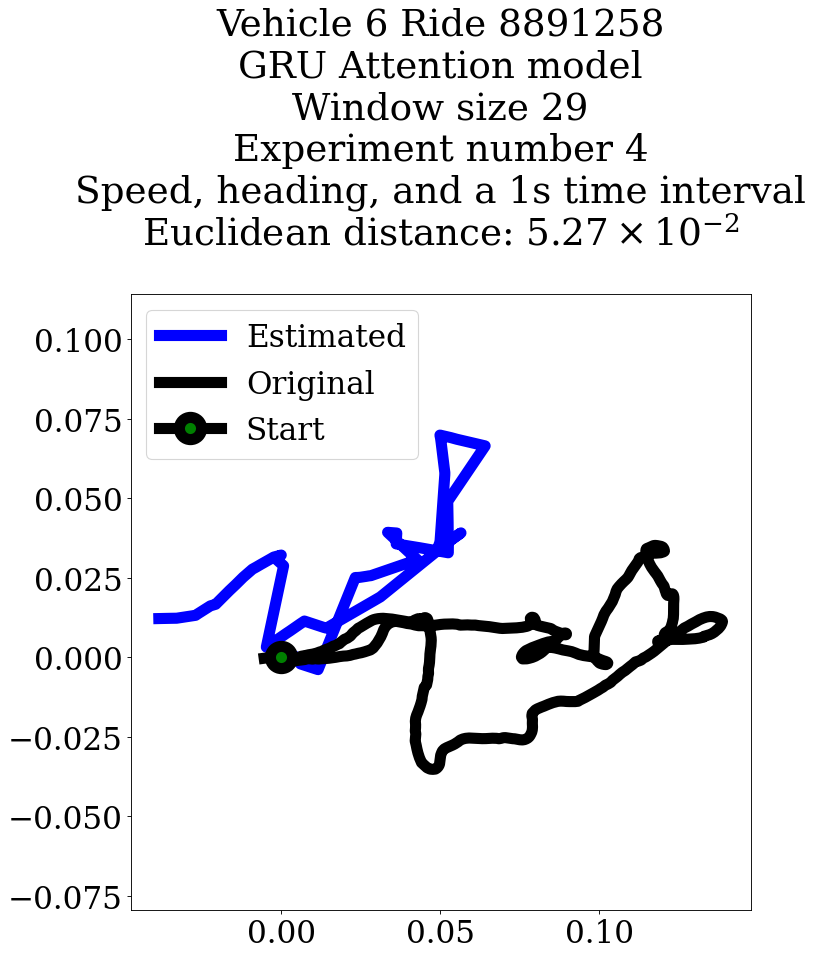 Vehicle 6 Ride 8891258
GRU Attention model
Window size 29
Experiment number 4
Speed, heading, and a 1s time interval
Euclidean distance: 5.27 × 10⁻²
Estimated
Original
Start
0.100
0.075
0.050
0.025
0.000
−0.025
−0.050
−0.075
0.00 0.05 0.10